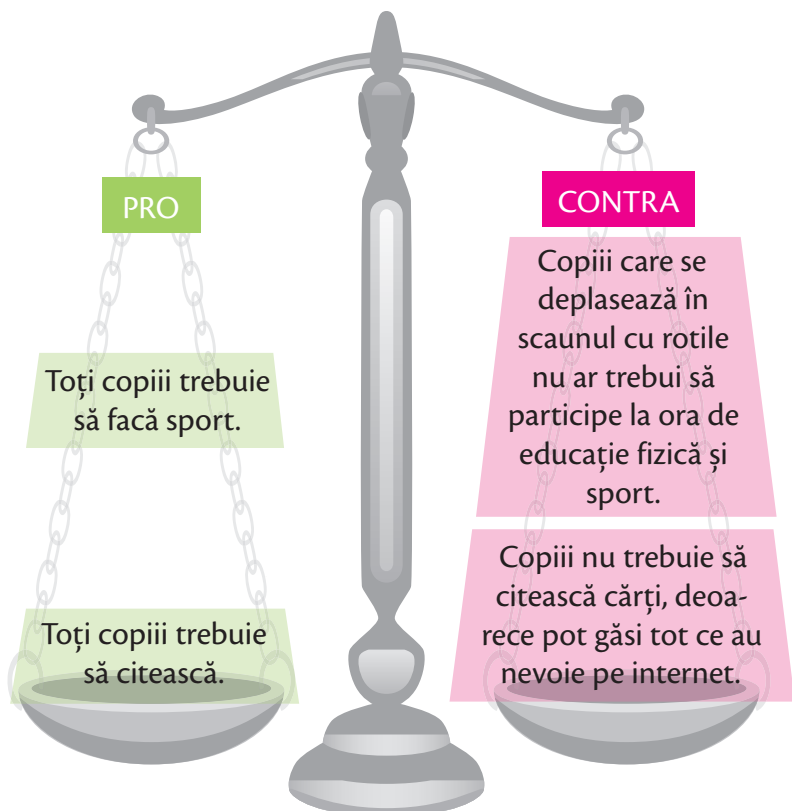 PRO
Toți copiii trebuie
să facă sport.
Toți copiii trebuie
să citească.
CONTRA
Copiii care se
deplasează în
scaunul cu rotile
nu ar trebui să
participe la ora de
educație fizică și
sport.
Copiii nu trebuie să
citească cărți, deoa-
rece pot găsi tot ce au
nevoie pe internet.